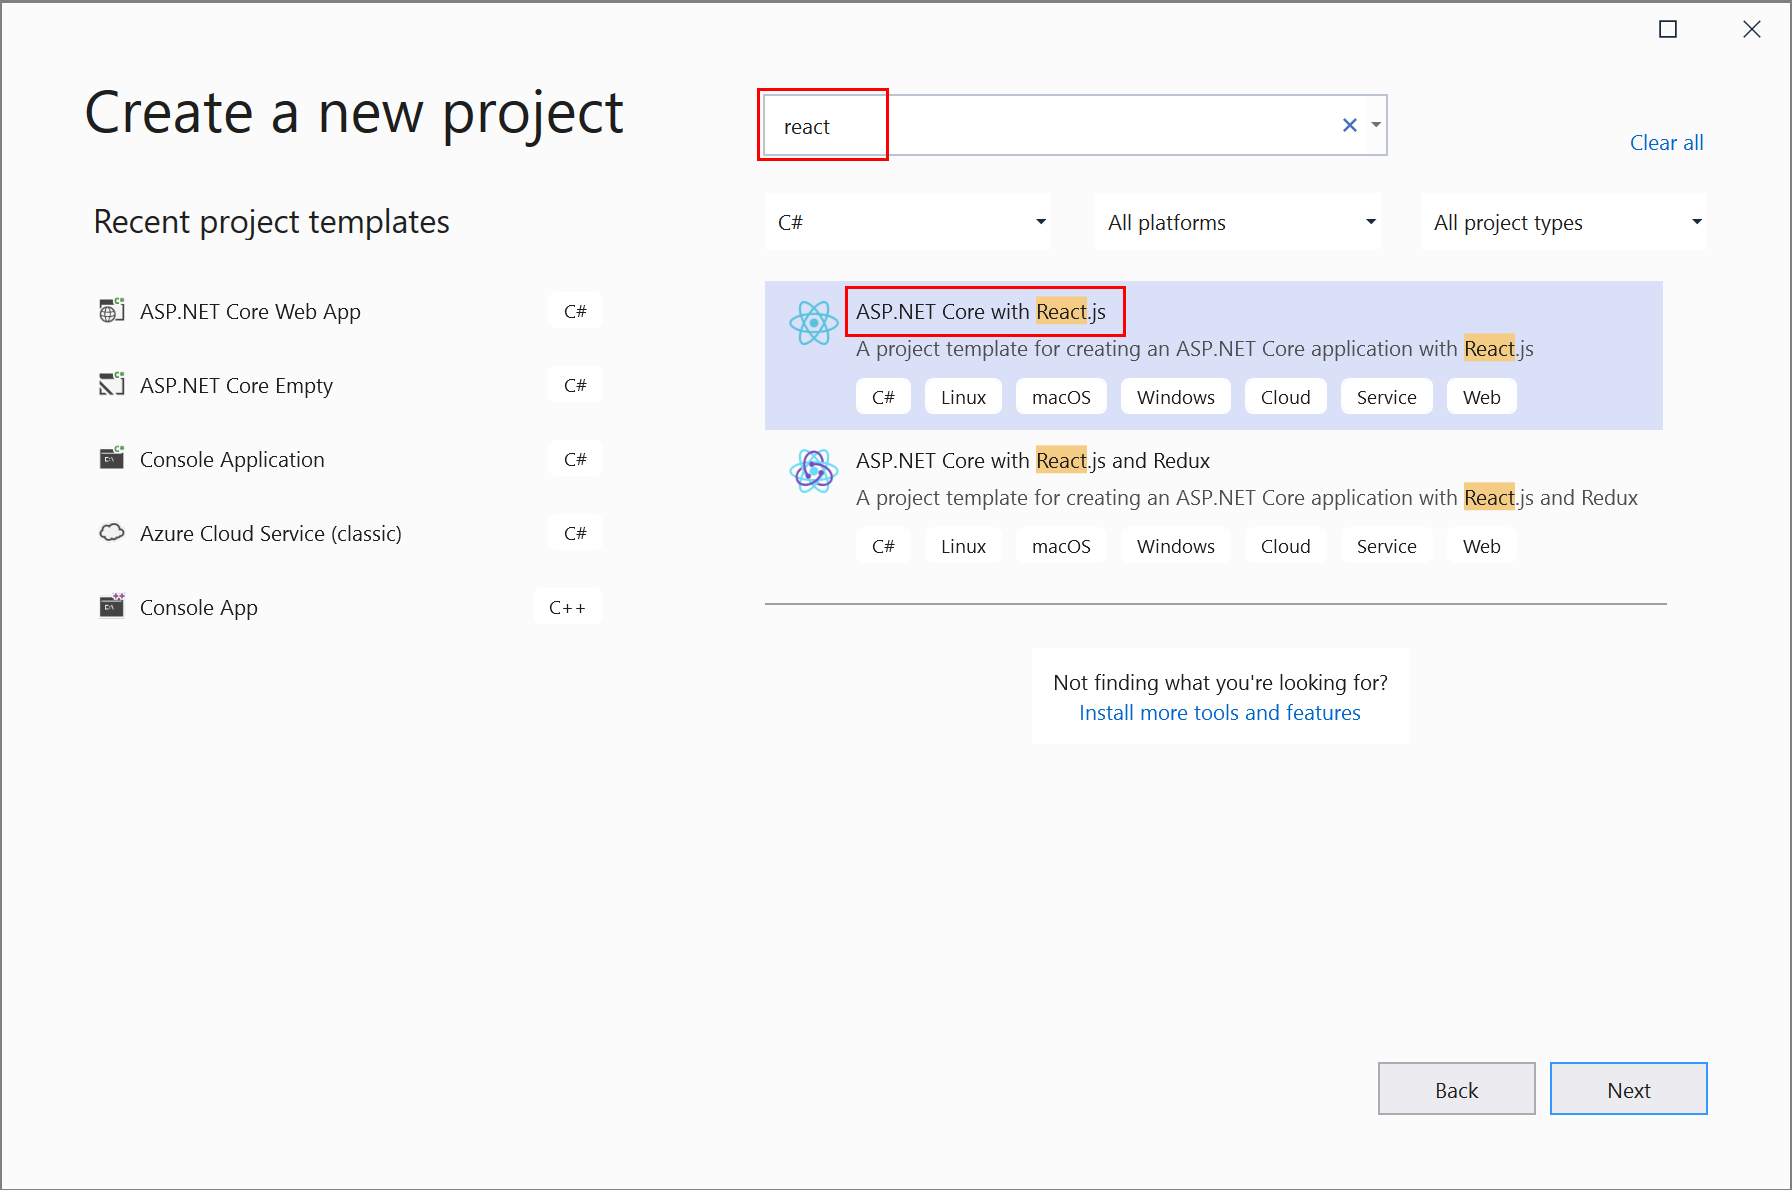 Create a new project
react
Clear all
Recent project templates
C#
All platforms
All project types
ASP.NET Core Web App C#
ASP.NET Core Empty C#
Console Application C#
Azure Cloud Service (classic) C#
Console App C++
ASP.NET Core with React.js
A project template for creating an ASP.NET Core application with React.js
C# Linux macOS Windows Cloud Service Web
ASP.NET Core with React.js and Redux
A project template for creating an ASP.NET Core application with React.js and Redux
C# Linux macOS Windows Cloud Service Web
Not finding what you're looking for?
Install more tools and features
Back
Next